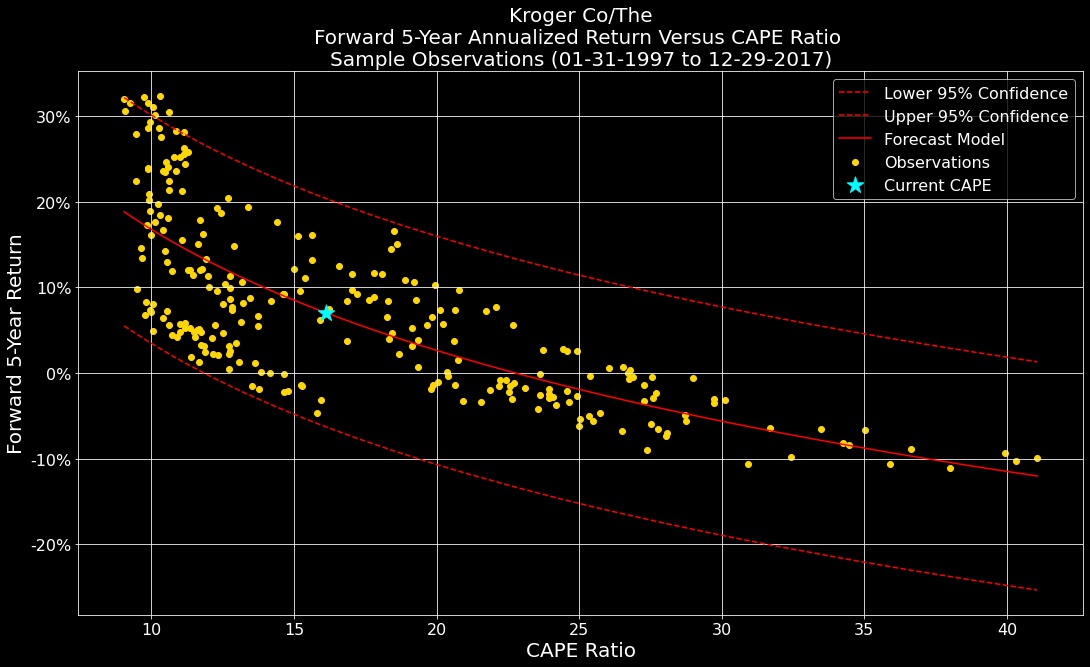 Kroger Co/The
Forward 5-Year Annualized Return Versus CAPE Ratio
Sample Observations (01-31-1997 to 12-29-2017)
Lower 95% Confidence
Upper 95% Confidence
Forecast Model
Observations
Current CAPE
Forward 5-Year Return
30%
20%
10%
0%
-10%
-20%
10
15
20
25
30
35
40
CAPE Ratio